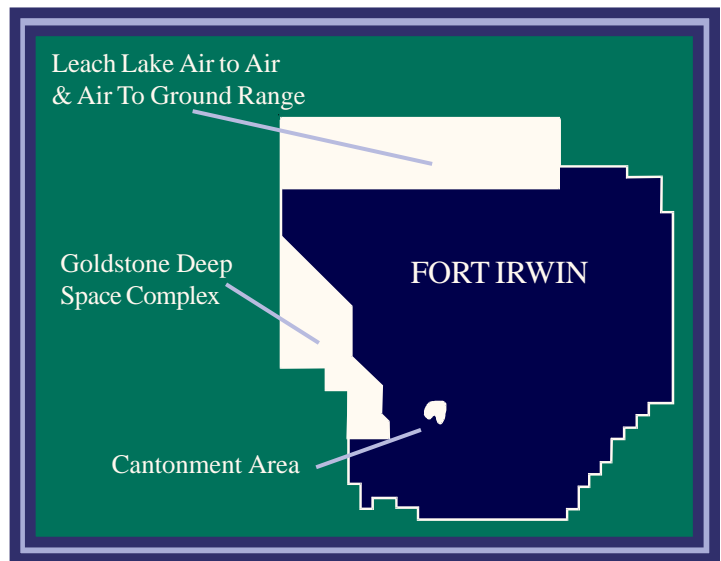 Leach Lake Air to Air
& Air To Ground Range
Goldstone Deep
Space Complex
FORT IRWIN
Cantonment Area